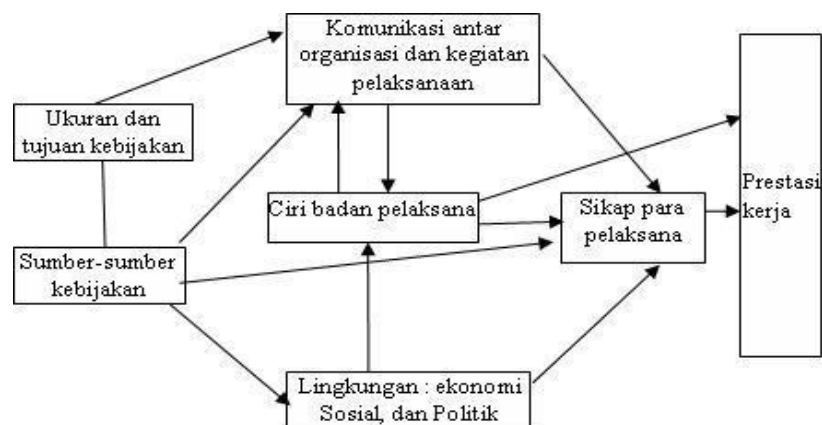 Komunikasi antar
organisasi dan kegiatan
pelaksanaan
Ukuran dan
tujuan kebijakan
Ciri badan pelaksana
Sikap para
pelaksana
Prestasi
kerja
Sumber-sumber
kebijakan
Lingkungan : ekonomi
Sosial, dan Politik